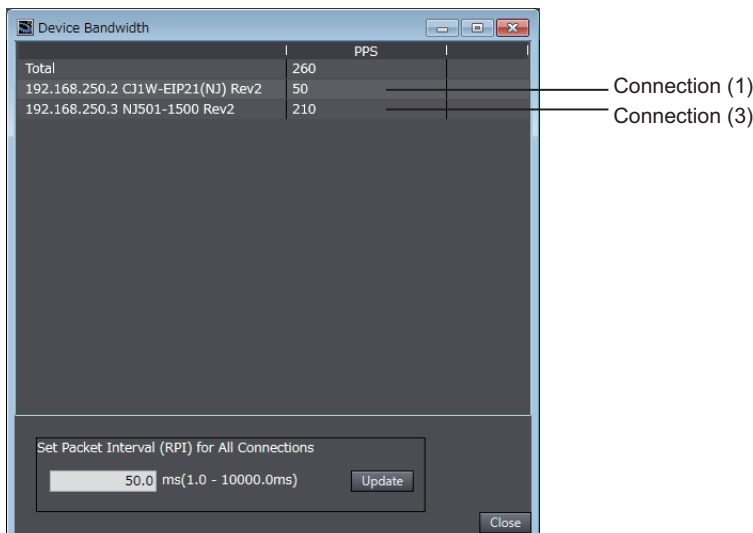 Device Bandwidth
PPS
Total 260
192.168.250.2 CJ1W-EIP21(NJ) Rev2 50
Connection (1)
192.168.250.3 NJ501-1500 Rev2 210
Connection (3)
Set Packet Interval (RPI) for All Connections
50.0 ms(1.0 - 10000.0ms) Update
Close